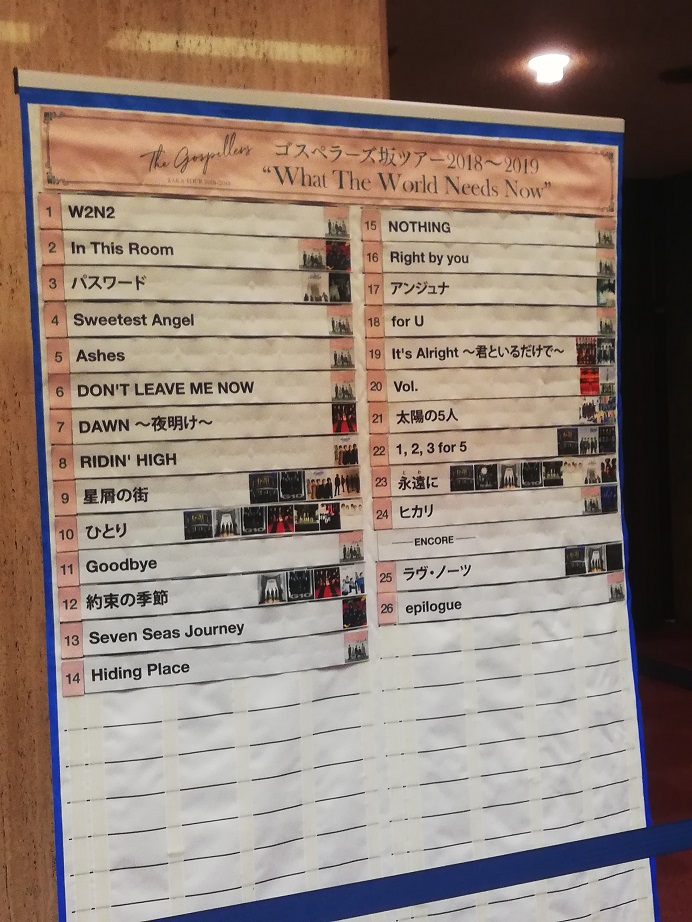 The Gospellers
ゴスペラーズ坂ツアー2018〜2019
"What The World Needs Now"
1 W2N2
2 In This Room
3 パスワード
4 Sweetest Angel
5 Ashes
6 DON'T LEAVE ME NOW
7 DAWN 〜夜明け〜
8 RIDIN' HIGH
9 星屑の街
10 ひとり
11 Goodbye
12 約束の季節
13 Seven Seas Journey
14 Hiding Place
15 NOTHING
16 Right by you
17 アンジュナ
18 for U
19 It's Alright 〜君といるだけで〜
20 Vol.
21 太陽の5人
22 1, 2, 3 for 5
23 永遠に
24 ヒカリ
ENCORE
25 ラヴ・ノーツ
26 epilogue